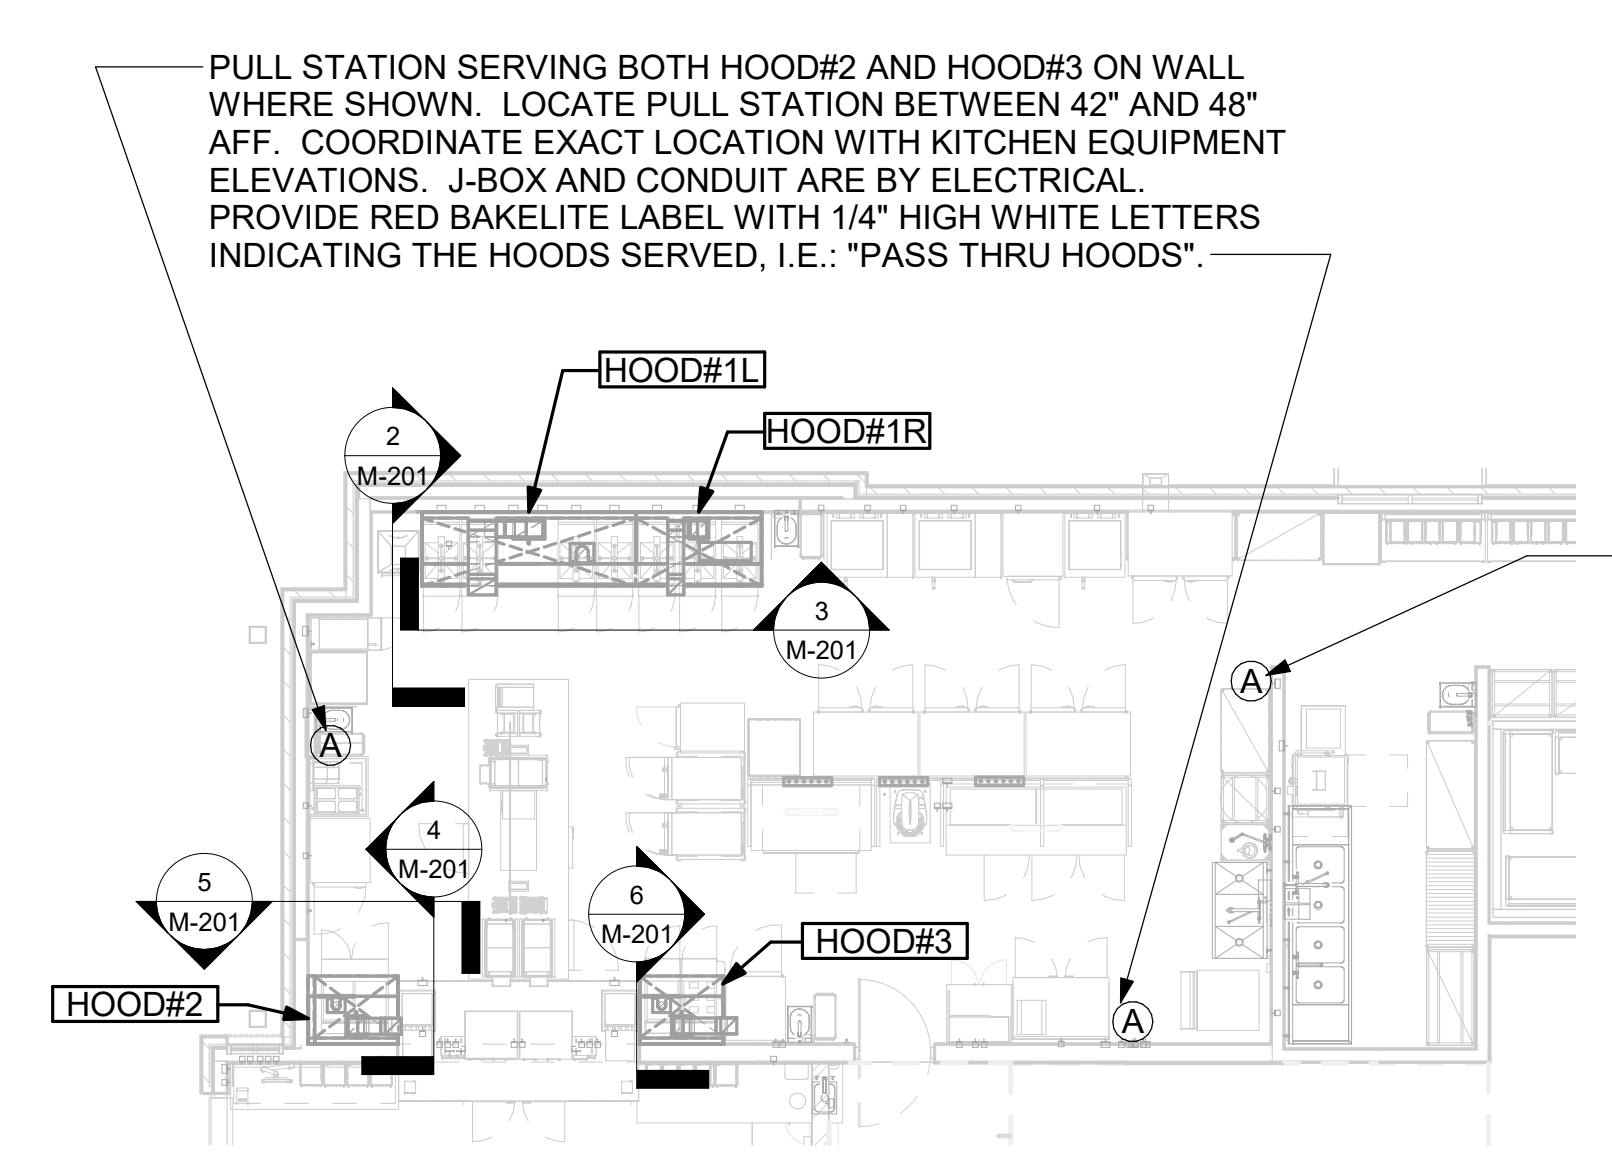 PULL STATION SERVING BOTH HOOD#2 AND HOOD#3 ON WALL
WHERE SHOWN. LOCATE PULL STATION BETWEEN 42" AND 48"
AFF. COORDINATE EXACT LOCATION WITH KITCHEN EQUIPMENT
ELEVATIONS. J-BOX AND CONDUIT ARE BY ELECTRICAL.
PROVIDE RED BAKELITE LABEL WITH 1/4" HIGH WHITE LETTERS
INDICATING THE HOODS SERVED, I.E.: "PASS THRU HOODS".
HOOD#1L
HOOD#1R
2
M-201
3
M-201
A
A
4
M-201
5
M-201
6
M-201
HOOD#3
HOOD#2
A